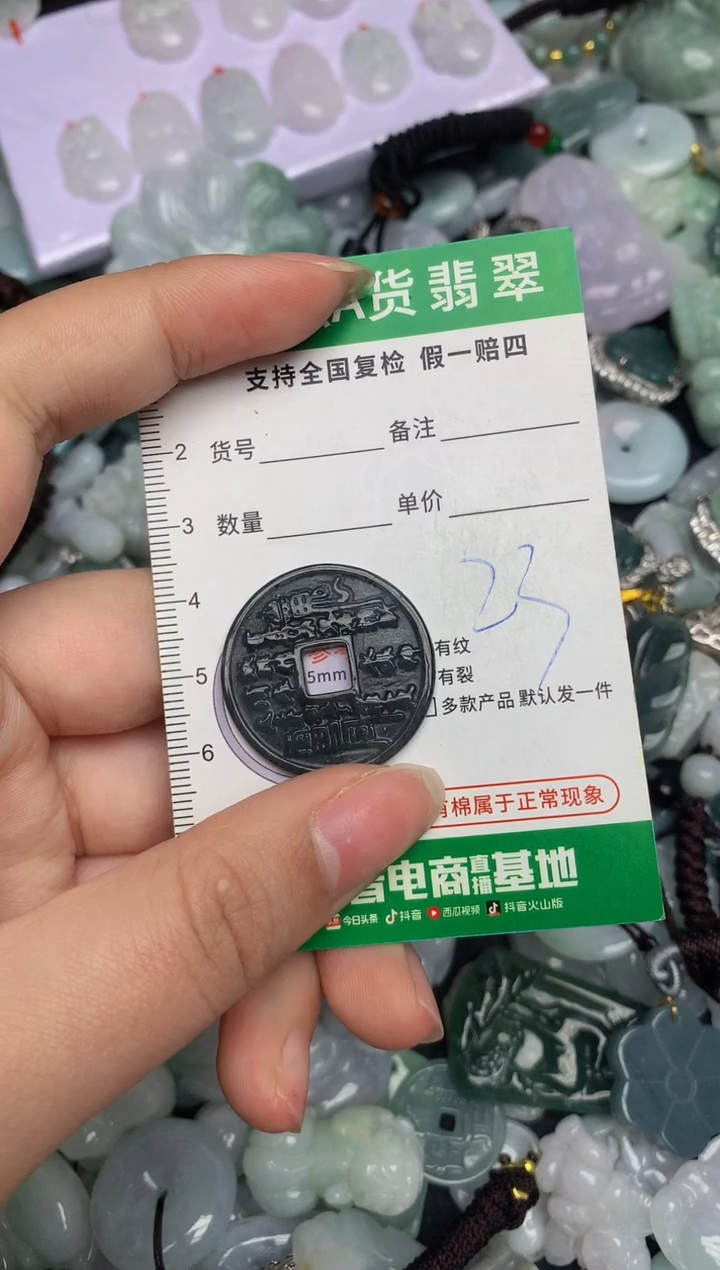 A货 翡翠
支持全国复检 假一赔四
2 货号 备注
3 数量 单价
4
23
有纹
5 5mm 有裂
多款产品 默认发一件
6
有棉属于正常现象
音电商直播基地
今日头条 抖音 西瓜视频 抖音火山版